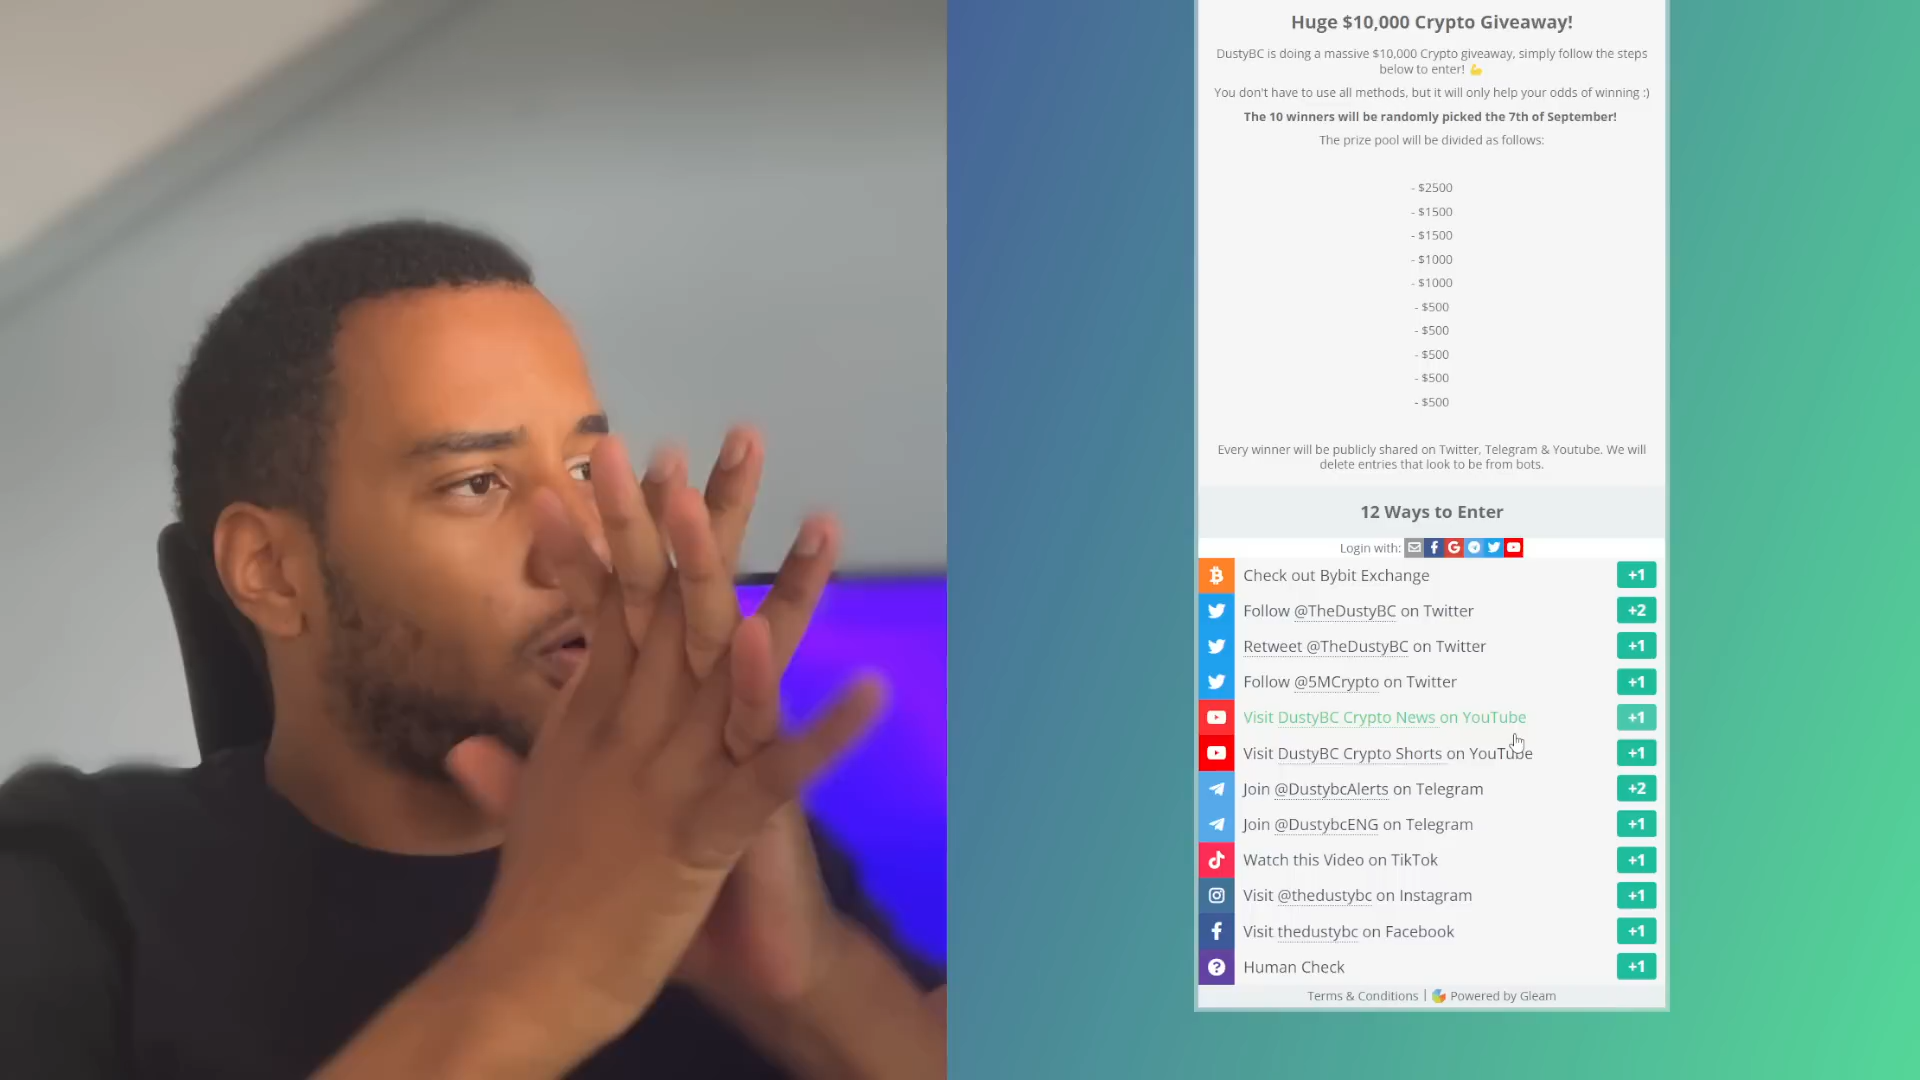 Huge $10,000 Crypto Giveaway!
DustyBC is doing a massive $10,000 Crypto giveaway, simply follow the steps
below to enter! 💪
You don't have to use all methods, but it will only help your odds of winning :)
The 10 winners will be randomly picked the 7th of September!
The prize pool will be divided as follows:
- $2500
- $1500
- $1500
- $1000
- $1000
- $500
- $500
- $500
- $500
- $500
Every winner will be publicly shared on Twitter, Telegram & Youtube. We will
delete entries that look to be from bots.
12 Ways to Enter
Login with:
Check out Bybit Exchange +1
Follow @TheDustyBC on Twitter +2
Retweet @TheDustyBC on Twitter +1
Follow @5MCrypto on Twitter +1
Visit DustyBC Crypto News on YouTube +1
Visit DustyBC Crypto Shorts on YouTube +1
Join @DustybcAlerts on Telegram +2
Join @DustybcENG on Telegram +1
Watch this Video on TikTok +1
Visit @thedustybc on Instagram +1
Visit thedustybc on Facebook +1
Human Check +1
Terms & Conditions | Powered by Gleam